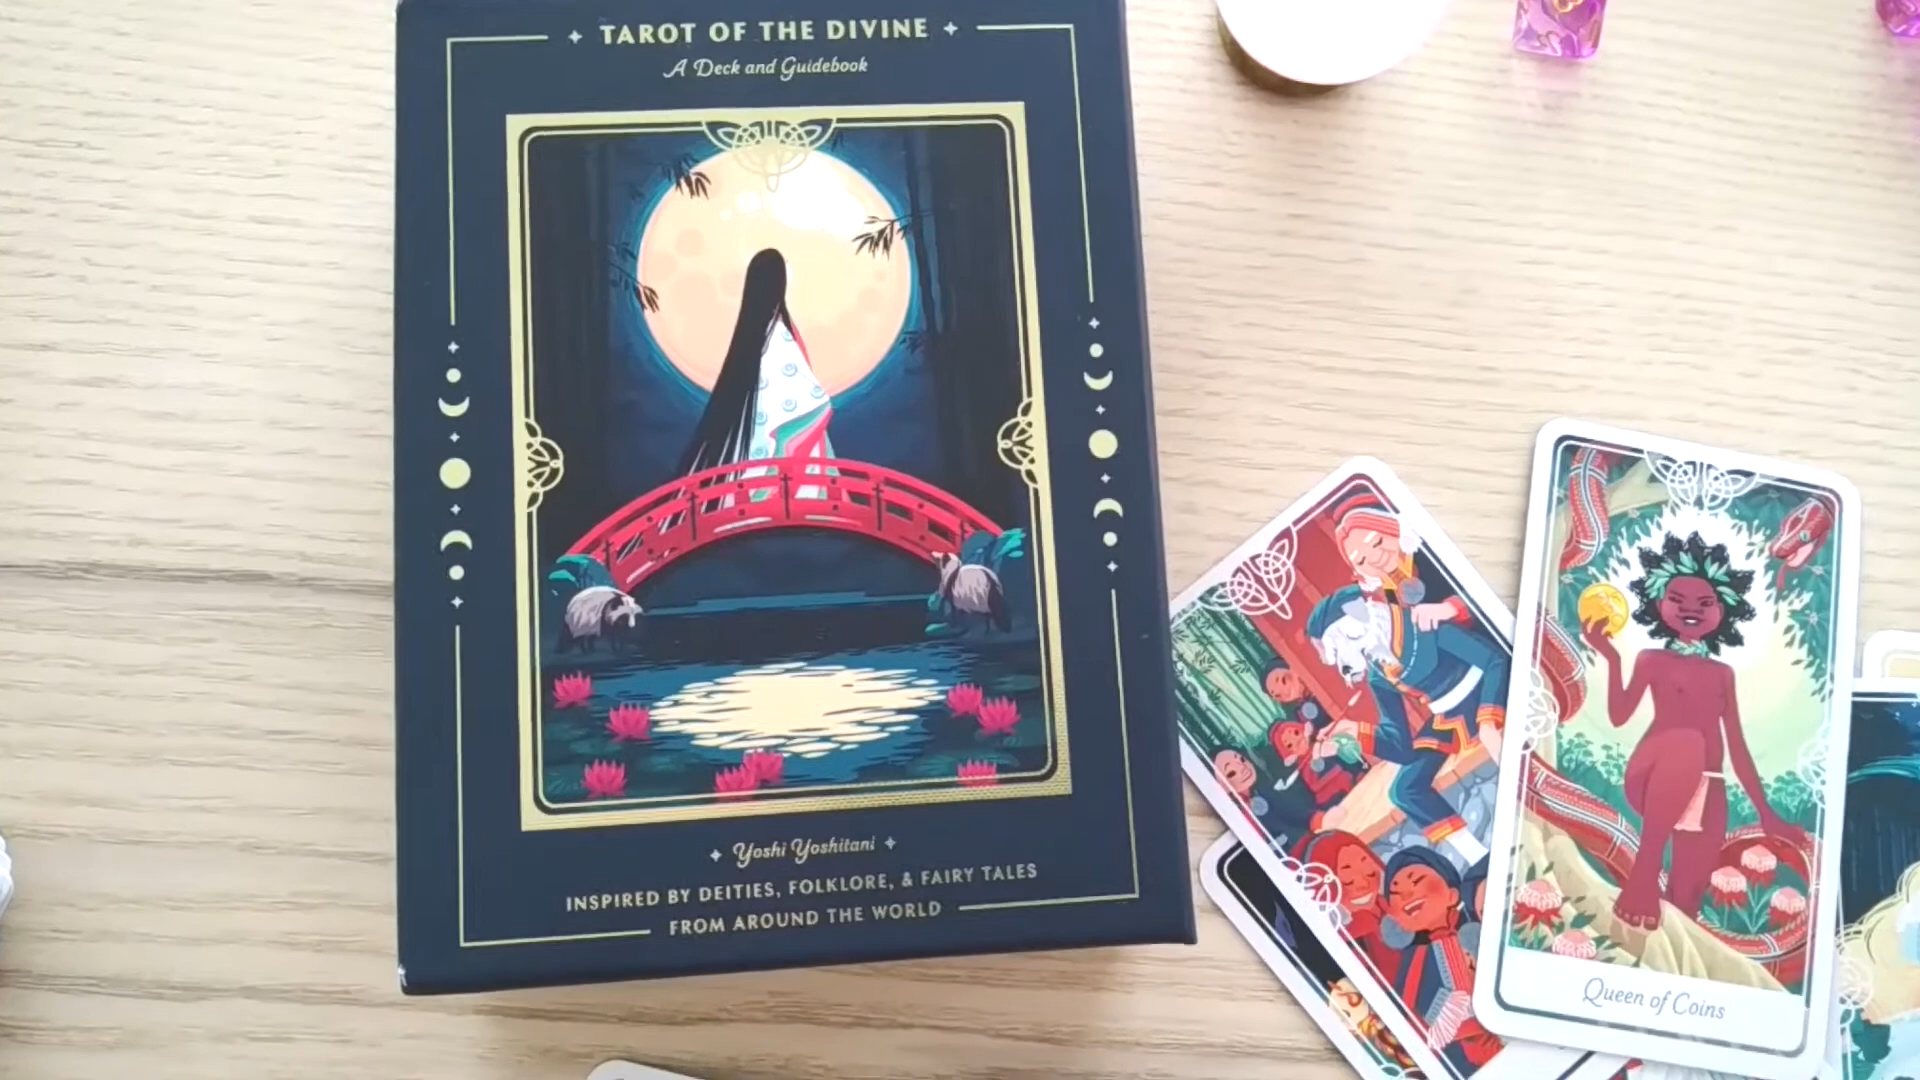 TAROT OF THE DIVINE
A Deck and Guidebook
Yoshi Yoshitani
INSPIRED BY DEITIES, FOLKLORE, & FAIRY TALES
FROM AROUND THE WORLD
Queen of Coins